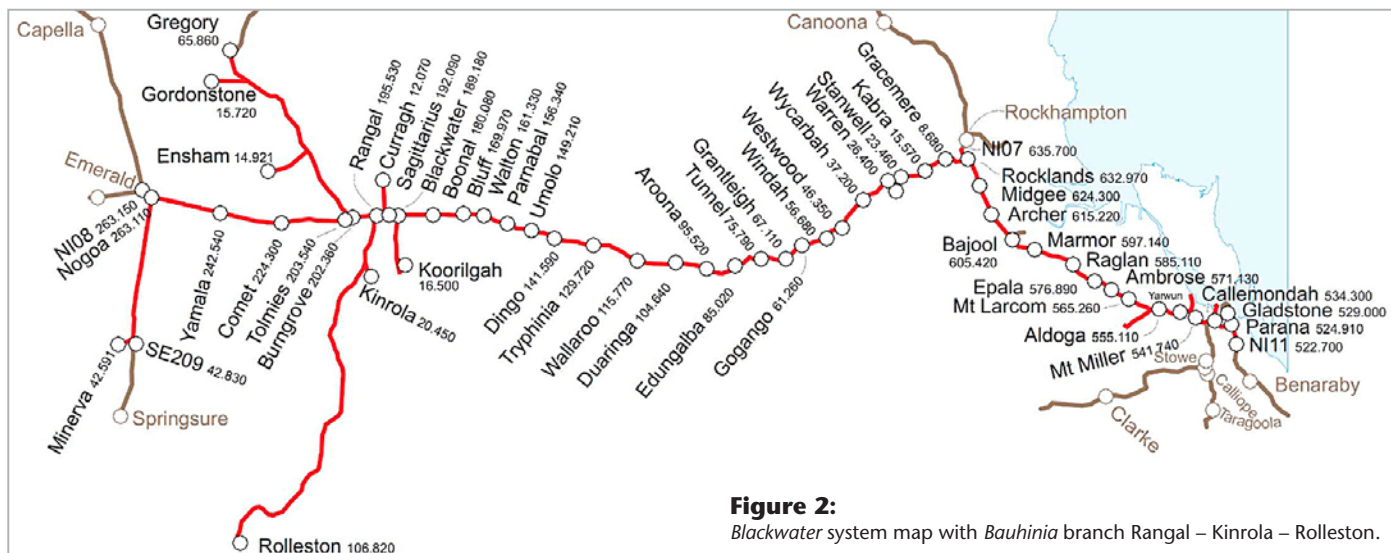 Capella
Gregory
65.860
Gordonstone
15.720
Ensham 14.921
Emerald
NI08 263.150
Nogoa 263.110
Yamala 242.540
Comet 224.300
Tolmies 203.540
Burngrove 202.360
Rangal 195.530
Curragh 12.070
Sagittarius 192.090
Blackwater 189.180
Boonal 180.080
Bluff 169.970
Walton 161.330
Parnabal 156.340
Umolo 149.210
Koorilgah
16.500
Kinrola 20.450
Minerva 42.591
SE209 42.830
Springsure
Rolleston 106.820
Dingo 141.590
Tryphinia 129.720
Wallaroo 115.770
Duaringa 104.640
Aroona 95.520
Edungalba 85.020
Tunnel 75.790
Grantleigh 67.110
Gogango 61.260
Windah 56.680
Westwood 46.350
Wycarbah 37.200
Warren 26.400
Stanwell 23.460
Kabra 15.570
Gracemere 8.680
Canoona
Rockhampton
NI07 635.700
Rocklands 632.970
Midgee 624.300
Archer 615.220
Bajool
605.420
Marmor 597.140
Raglan 585.110
Epala 576.890
Ambrose 571.430
Mt Larcom 565.260
Yarwun
Aldoga 555.110
Mt Miller 541.740
Callemondah 534.300
Gladstone 529.000
Parana 524.910
NI11 522.700
Stowe
Calliope
Taragoola
Clarke
Benaraby
Figure 2:
Blackwater system map with Bauhinia branch Rangal – Kinrola – Rolleston.